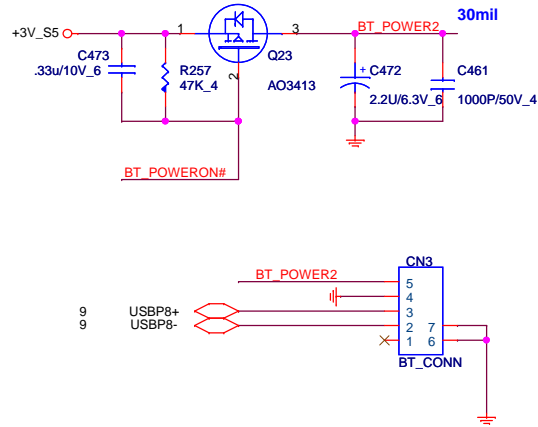 30mil
+3V_S5
1
3
BT_POWER2
C473
.33u/10V_6
R257
47K_4
2
Q23
AO3413
+
C472
2.2U/6.3V_6
C461
1000P/50V_4
BT_POWERON#
CN3
BT_POWER2
5
4
9
USBP8+
3
9
USBP8-
2
7
1
6
BT_CONN